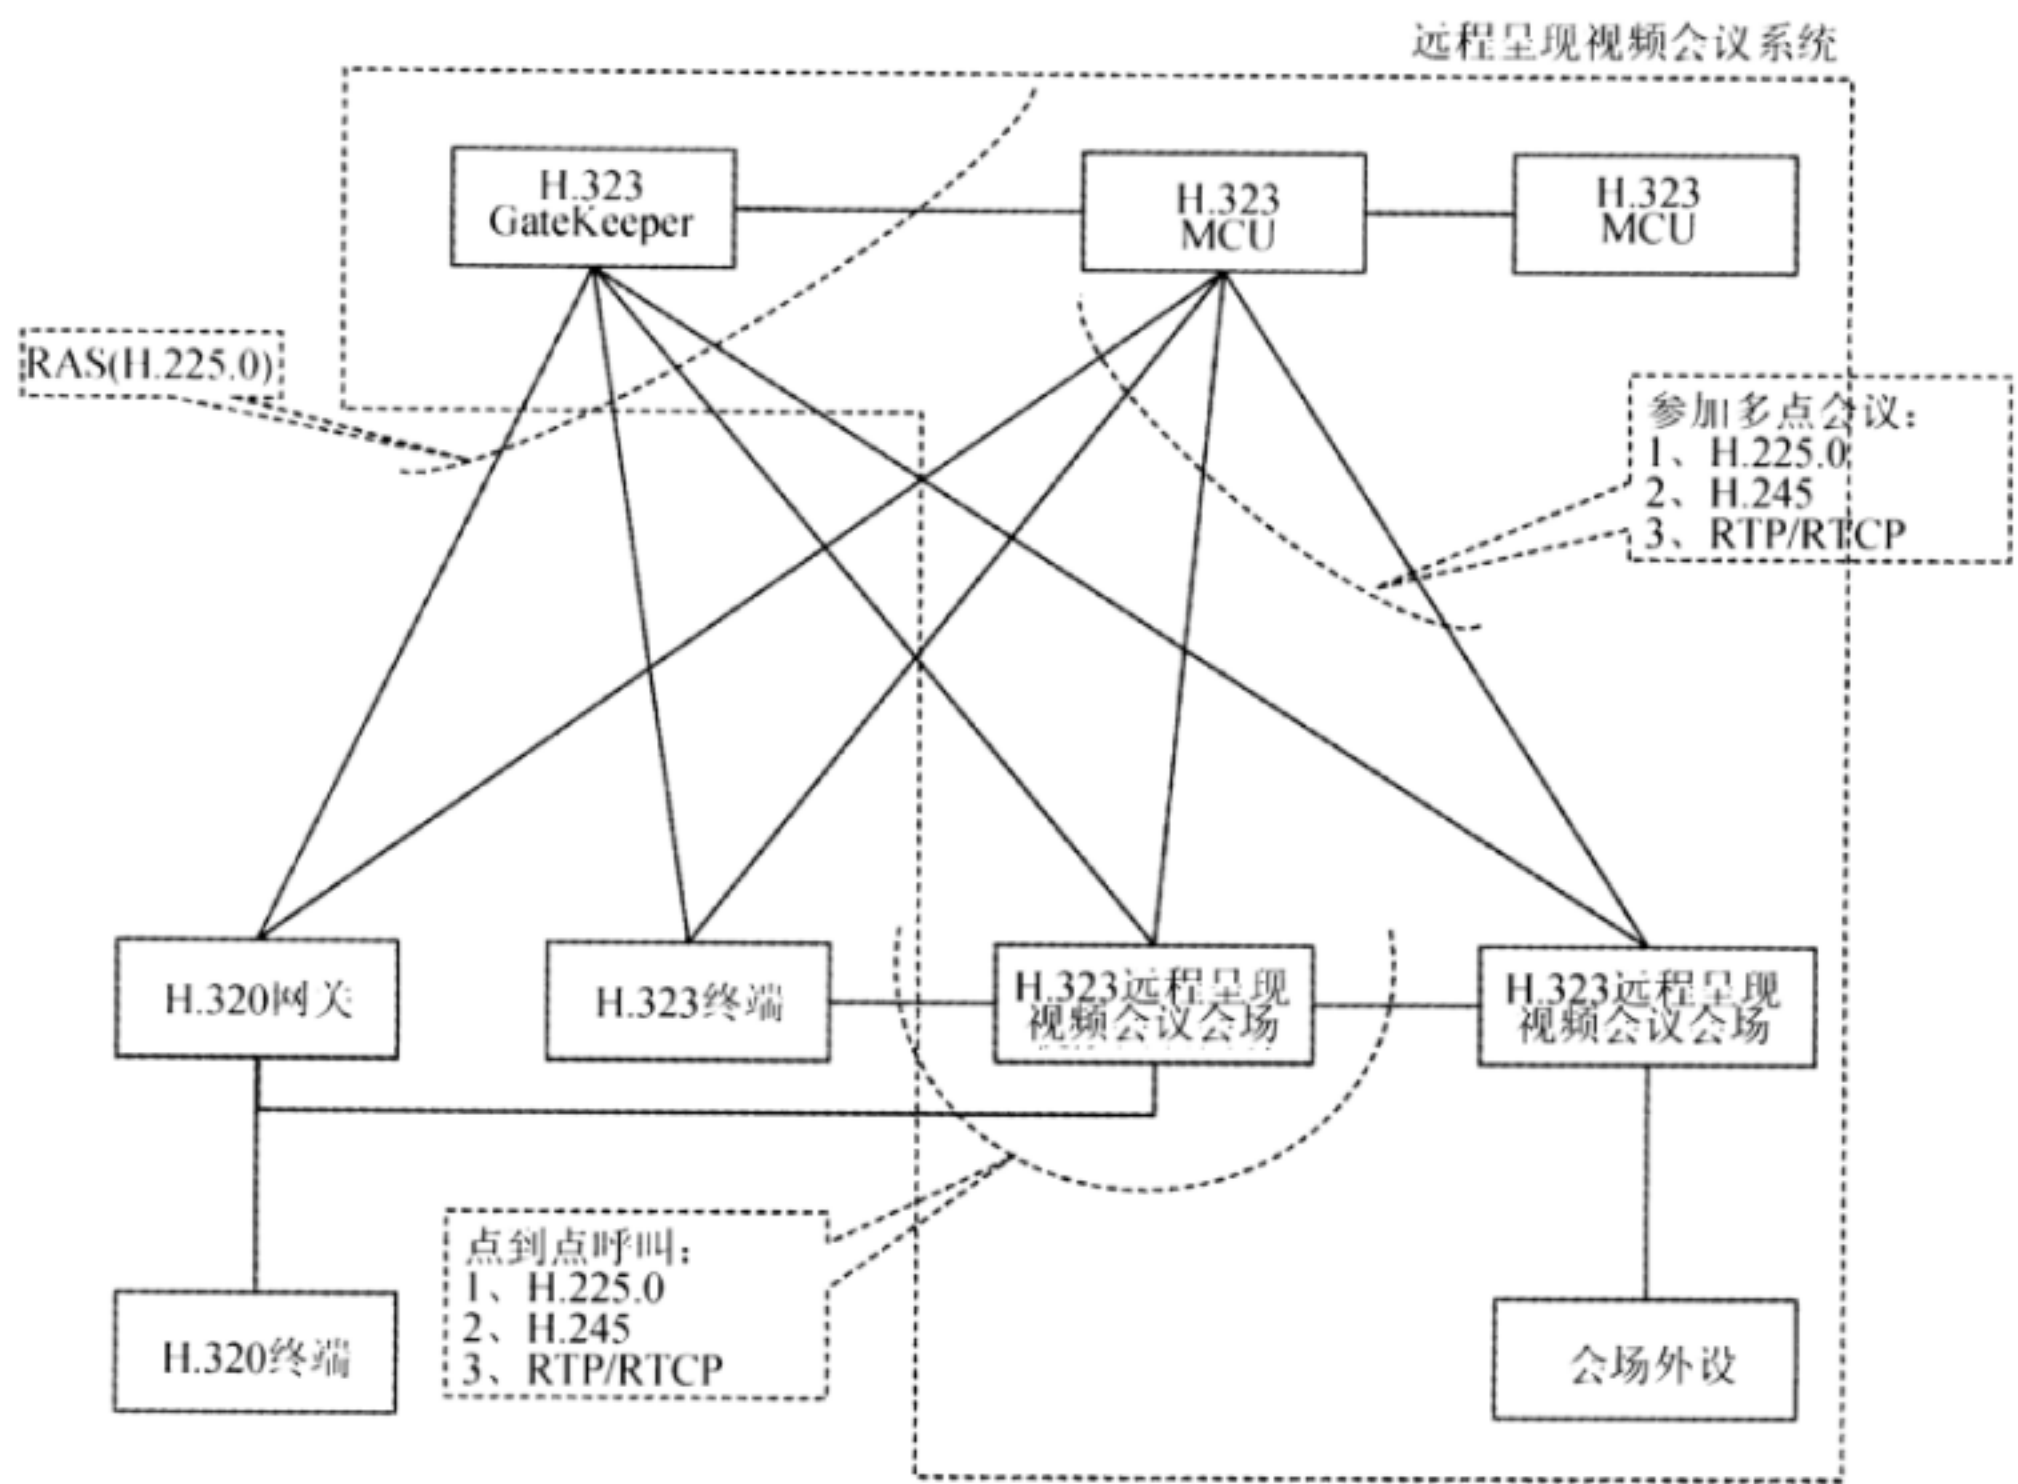 远程呈现视频会议系统
H.323
GateKeeper
H.323
MCU
H.323
MCU
RAS(H.225.0)
参加多点会议：
1、H.225.0
2、H.245
3、RTP/RTCP
H.320网关
H.323终端
H.323远程呈现
视频会议会场
H.323远程呈现
视频会议会场
点到点呼叫：
1、H.225.0
2、H.245
3、RTP/RTCP
H.320终端
会场外设